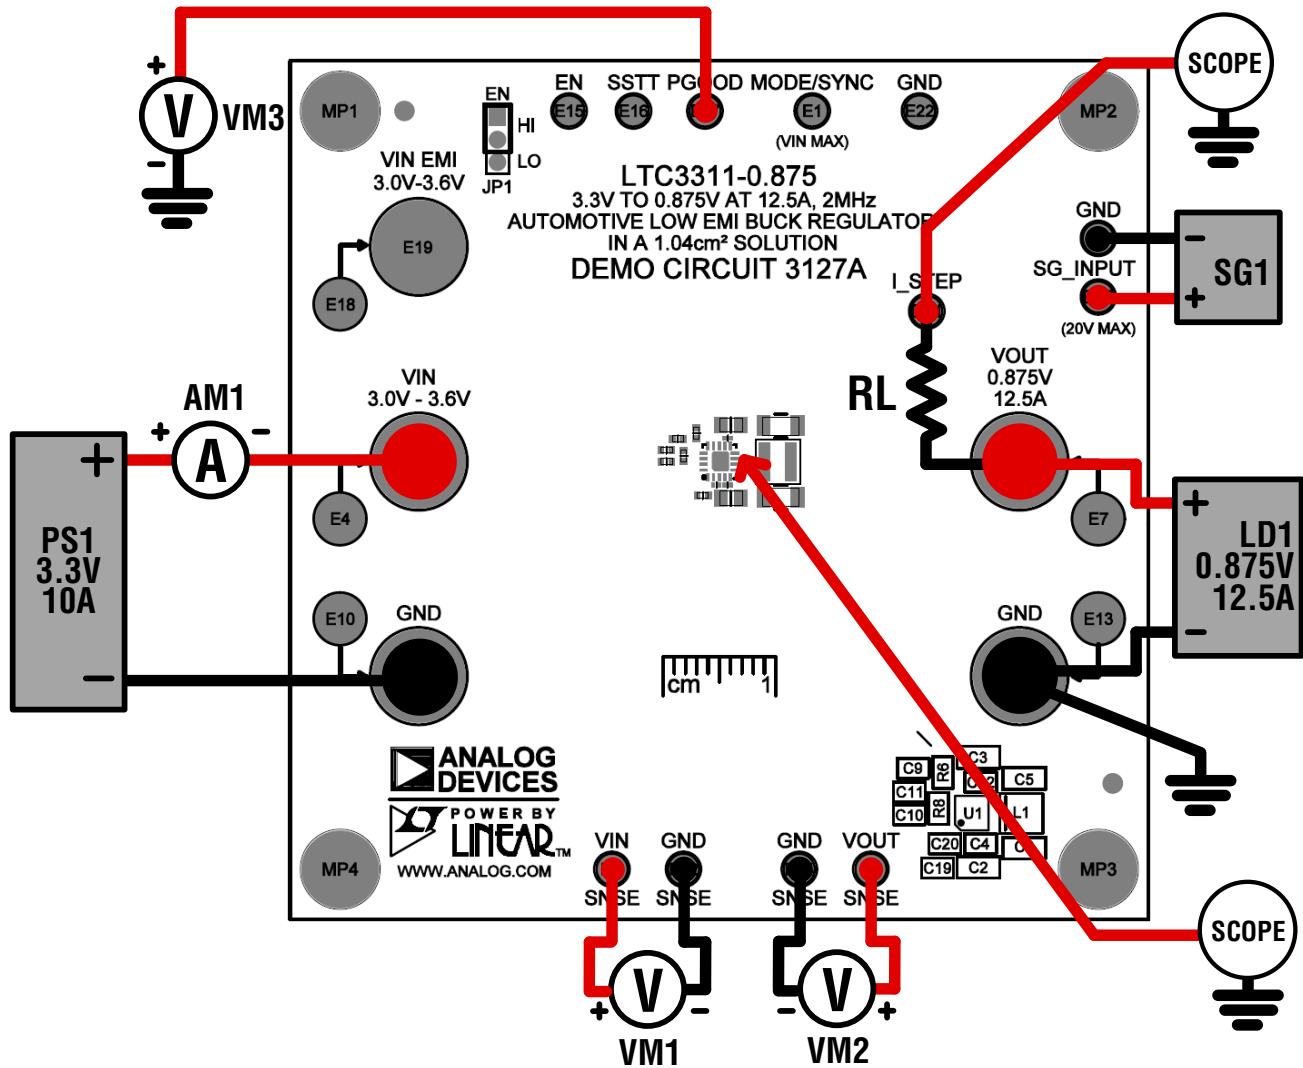 SCOPE
+
V
VM3
−
MP1
EN
HI
LO
JP1
EN
E15
SSTT
E16
PGOOD
MODE/SYNC
E1
(VIN MAX)
GND
E22
MP2
VIN EMI
3.0V-3.6V
E19
E18
LTC3311-0.875
3.3V TO 0.875V AT 12.5A, 2MHz
AUTOMOTIVE LOW EMI BUCK REGULATOR
IN A 1.04cm² SOLUTION
DEMO CIRCUIT 3127A
I_STEP
GND
SG_INPUT
(20V MAX)
−
+
SG1
RL
VOUT
0.875V
12.5A
VIN
3.0V - 3.6V
AM1
+
−
A
+
PS1
3.3V
10A
−
E4
E10
GND
E7
E13
GND
+
LD1
0.875V
12.5A
−
cm 1
ANALOG
DEVICES
POWER BY
LINEAR TM
WWW.ANALOG.COM
MP4
VIN
SNSE
GND
SNSE
GND
SNSE
VOUT
SNSE
C9
C11
C10
R6
R8
C3
C5
U1
L1
C20
C4
C19
C2
MP3
SCOPE
+
V
−
VM1
−
V
+
VM2